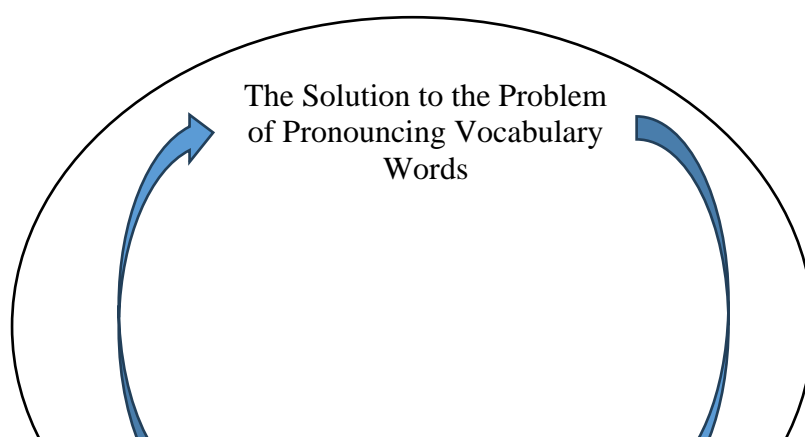 The Solution to the Problem
of Pronouncing Vocabulary
Words